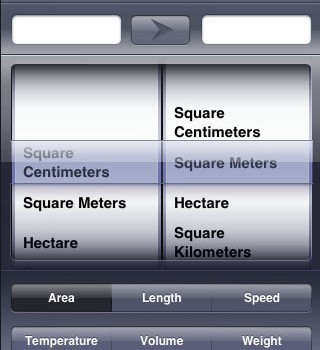 Square
Centimeters
Square Meters
Hectare
Square
Centimeters
Square Meters
Hectare
Square
Kilometers
Area
Length
Speed
Temperature
Volume
Weight